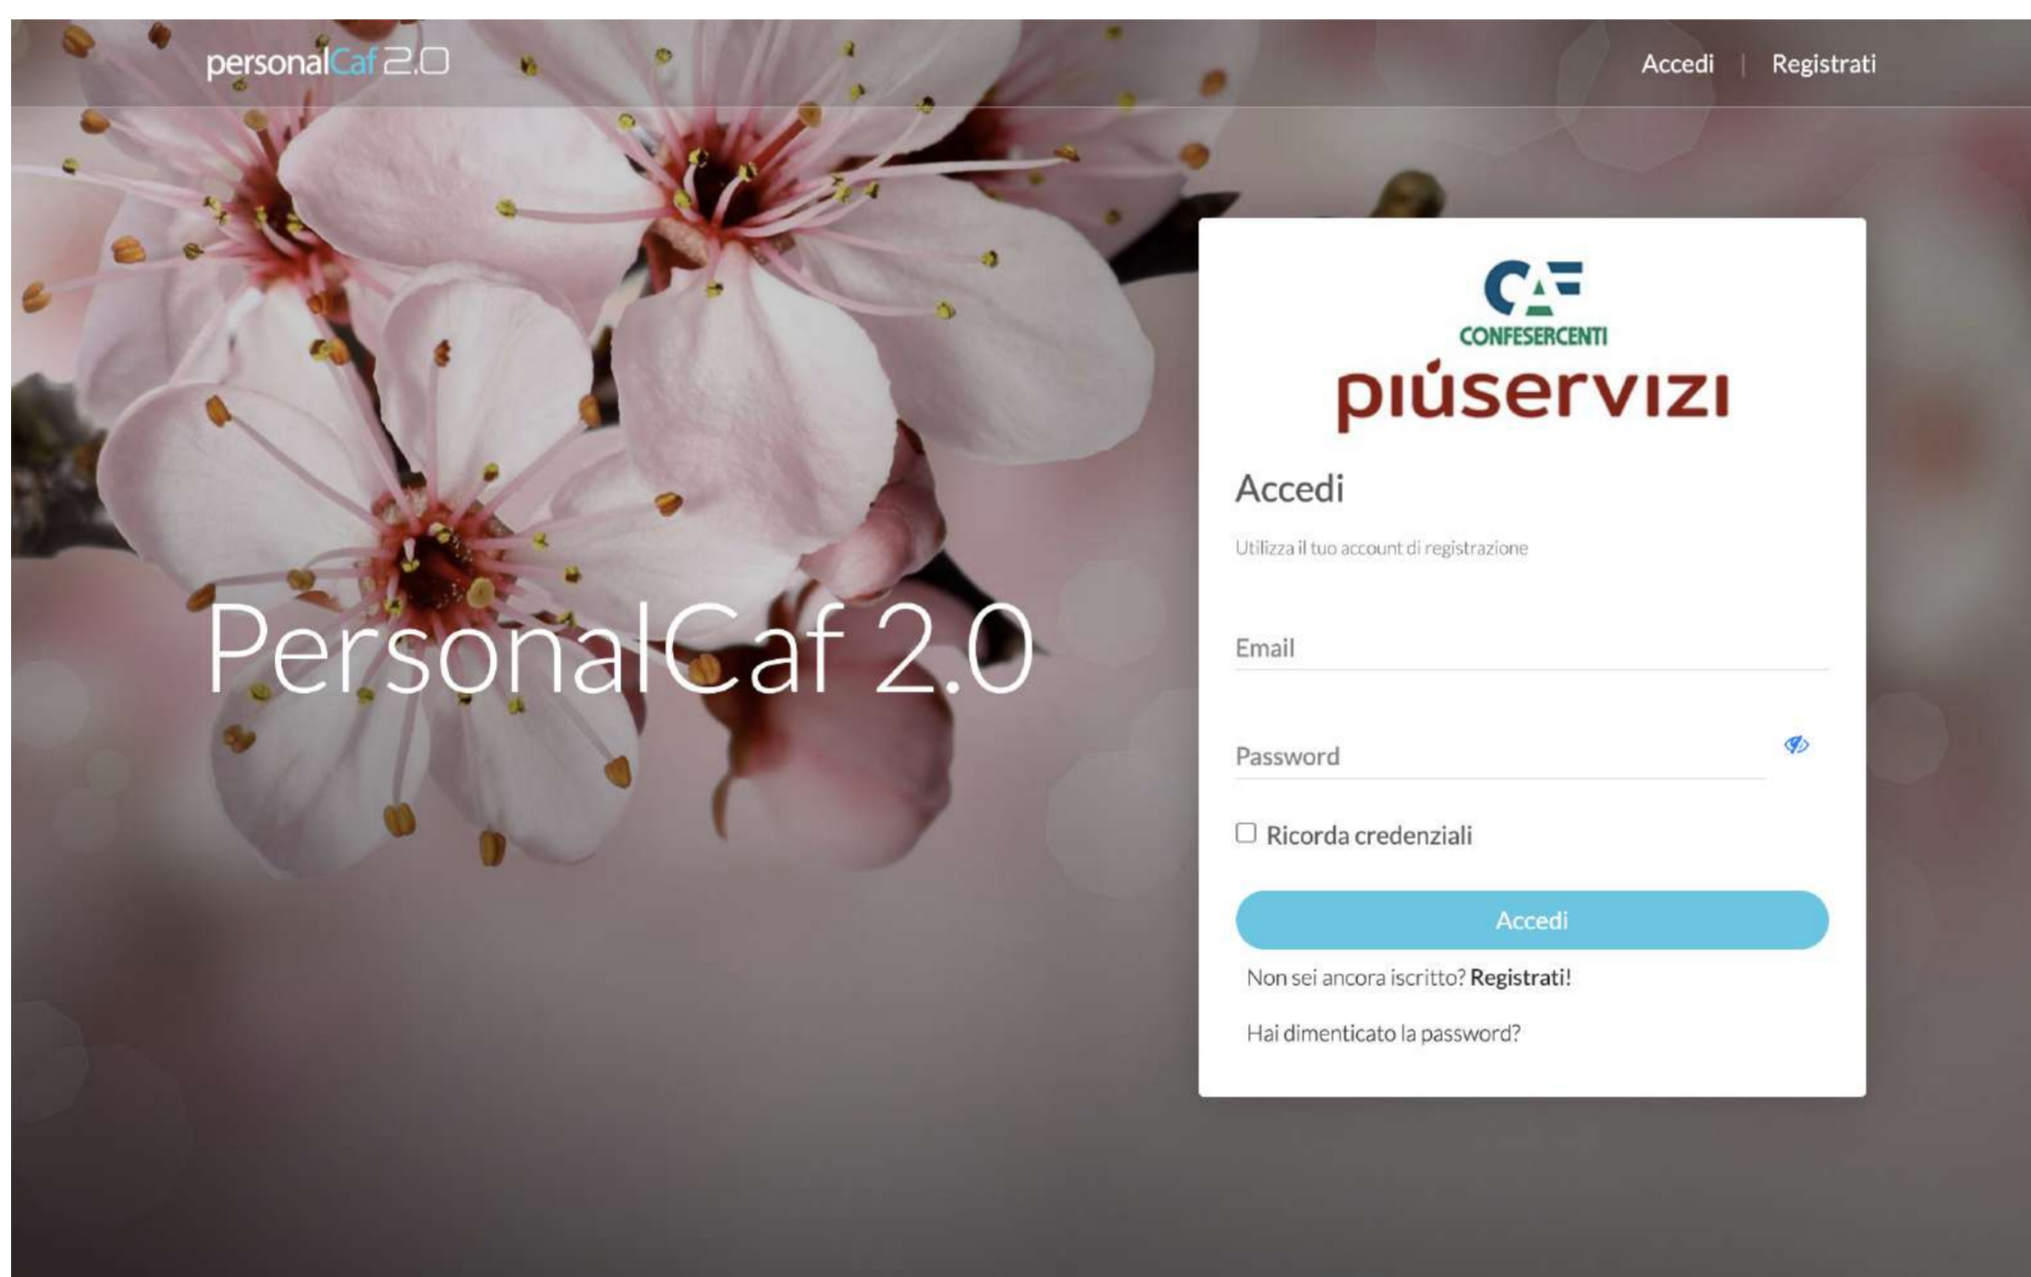 personalCaf 2.0
Accedi | Registrati
CAF
CONFESERCENTI
piúservizi
Accedi
Utilizza il tuo account di registrazione
PersonalCaf 2.0
Email
Password
Ricorda credenziali
Accedi
Non sei ancora iscritto? Registrati!
Hai dimenticato la password?